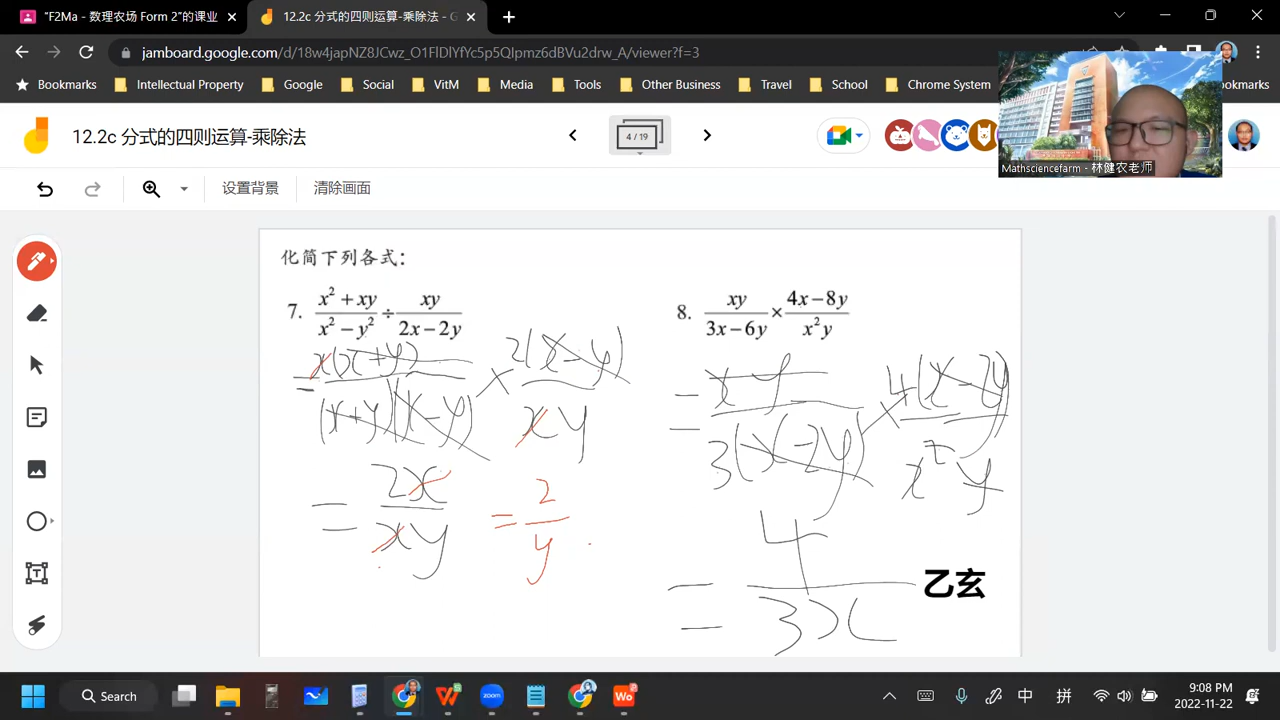 "F2Ma - 数理农场 Form 2"的课业
12.2c 分式的四则运算-乘除法 - G
jamboard.google.com/d/18w4japNZ8JCwz_O1FlDlYfYc5p5QIpmz6dBVu2drw_A/viewer?f=3
Bookmarks
Intellectual Property
Google
VitM
Media
Tools
Other Business
Travel
School
Chrome System
12.2c 分式的四则运算-乘除法
4 / 19
设置背景
清除画面
Mathsciencefarm - 林健农老师
化简下列各式：
7. (x² + xy)/(x² − y²) ÷ xy/(2x − 2y)
= x(x+y)/(x+y)(x−y) × 2(x−y)/xy
= 2x/xy = 2/y
8. xy/(3x − 6y) × (4x − 8y)/x²y
= xy/3(x−2y) × 4(x−2y)/x²y
= 4/3x
乙玄
Search
中
拼
9:08 PM
2022-11-22